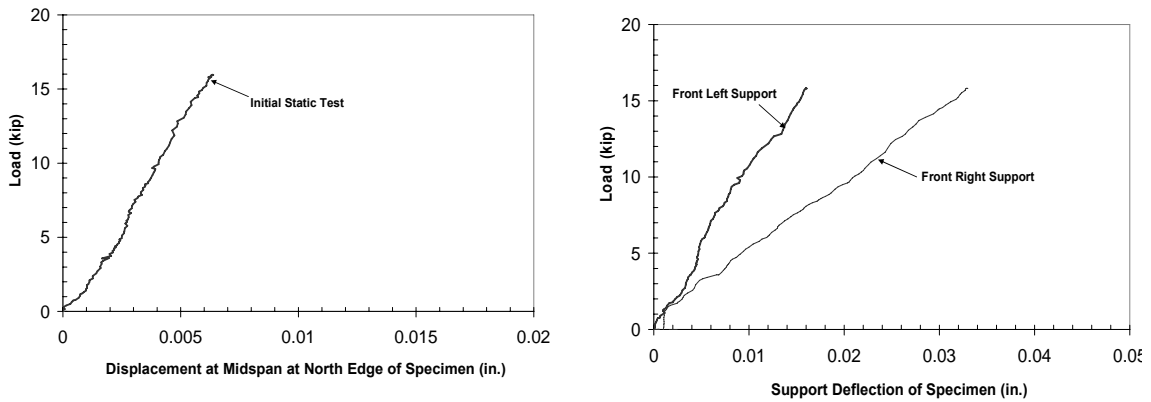 20
15
10
5
0
Load (kip)
Initial Static Test
0 0.005 0.01 0.015 0.02
Displacement at Midspan at North Edge of Specimen (in.)
20
15
10
5
0
Load (kip)
Front Left Support
Front Right Support
0 0.01 0.02 0.03 0.04
Support Deflection of Specimen (in.)